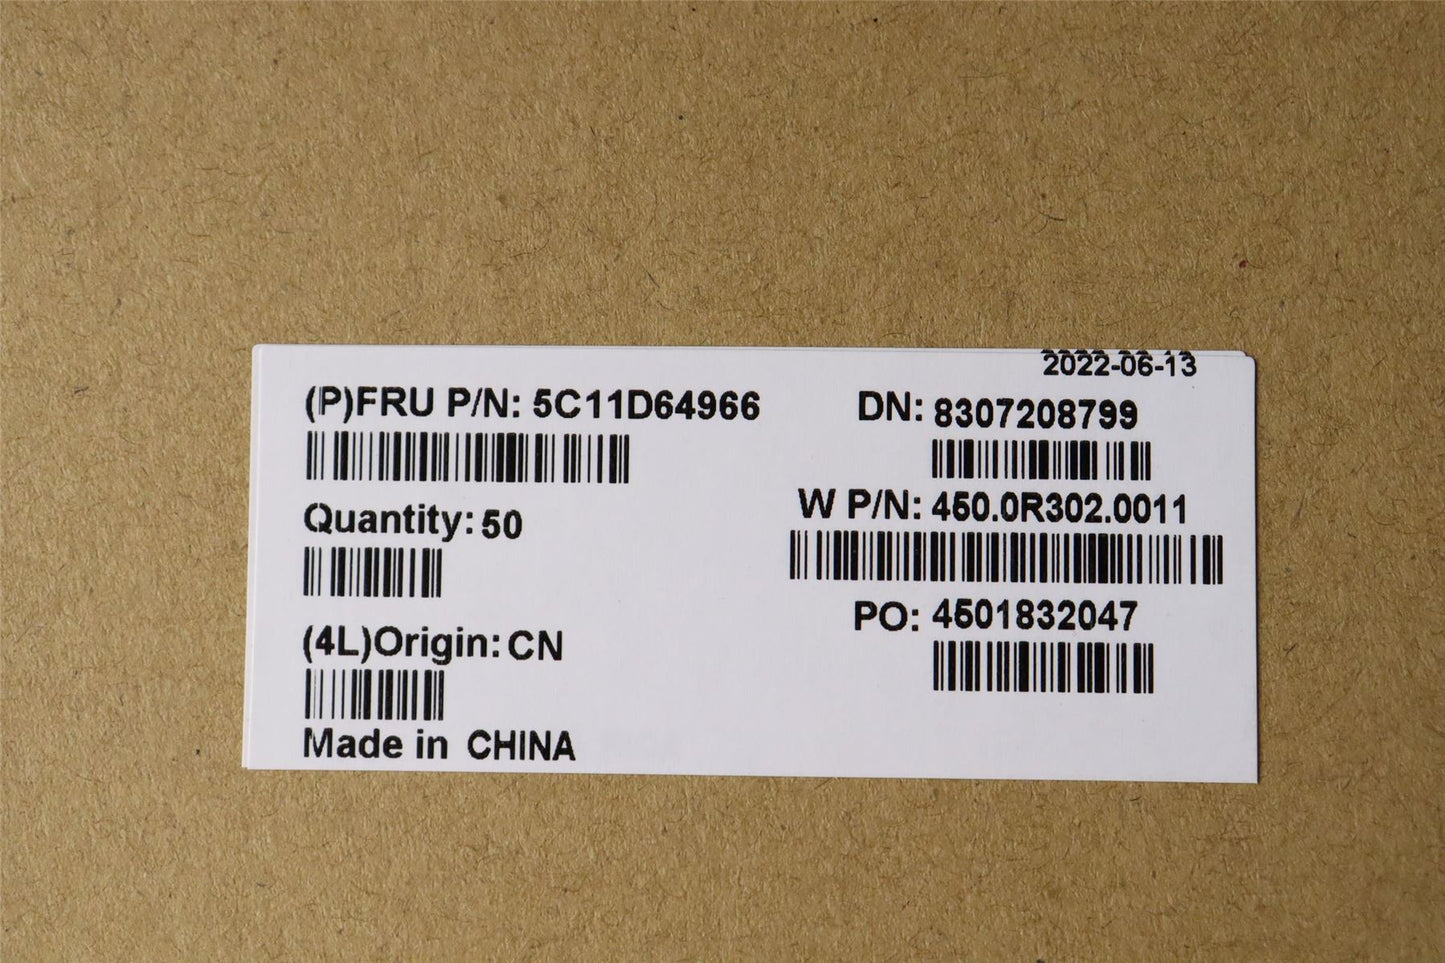 2022-06-13
(P)FRU P/N: 5C11D64966
DN: 8307208799
W P/N: 450.0R302.0011
Quantity: 50
PO: 4501832047
(4L)Origin: CN
Made in CHINA